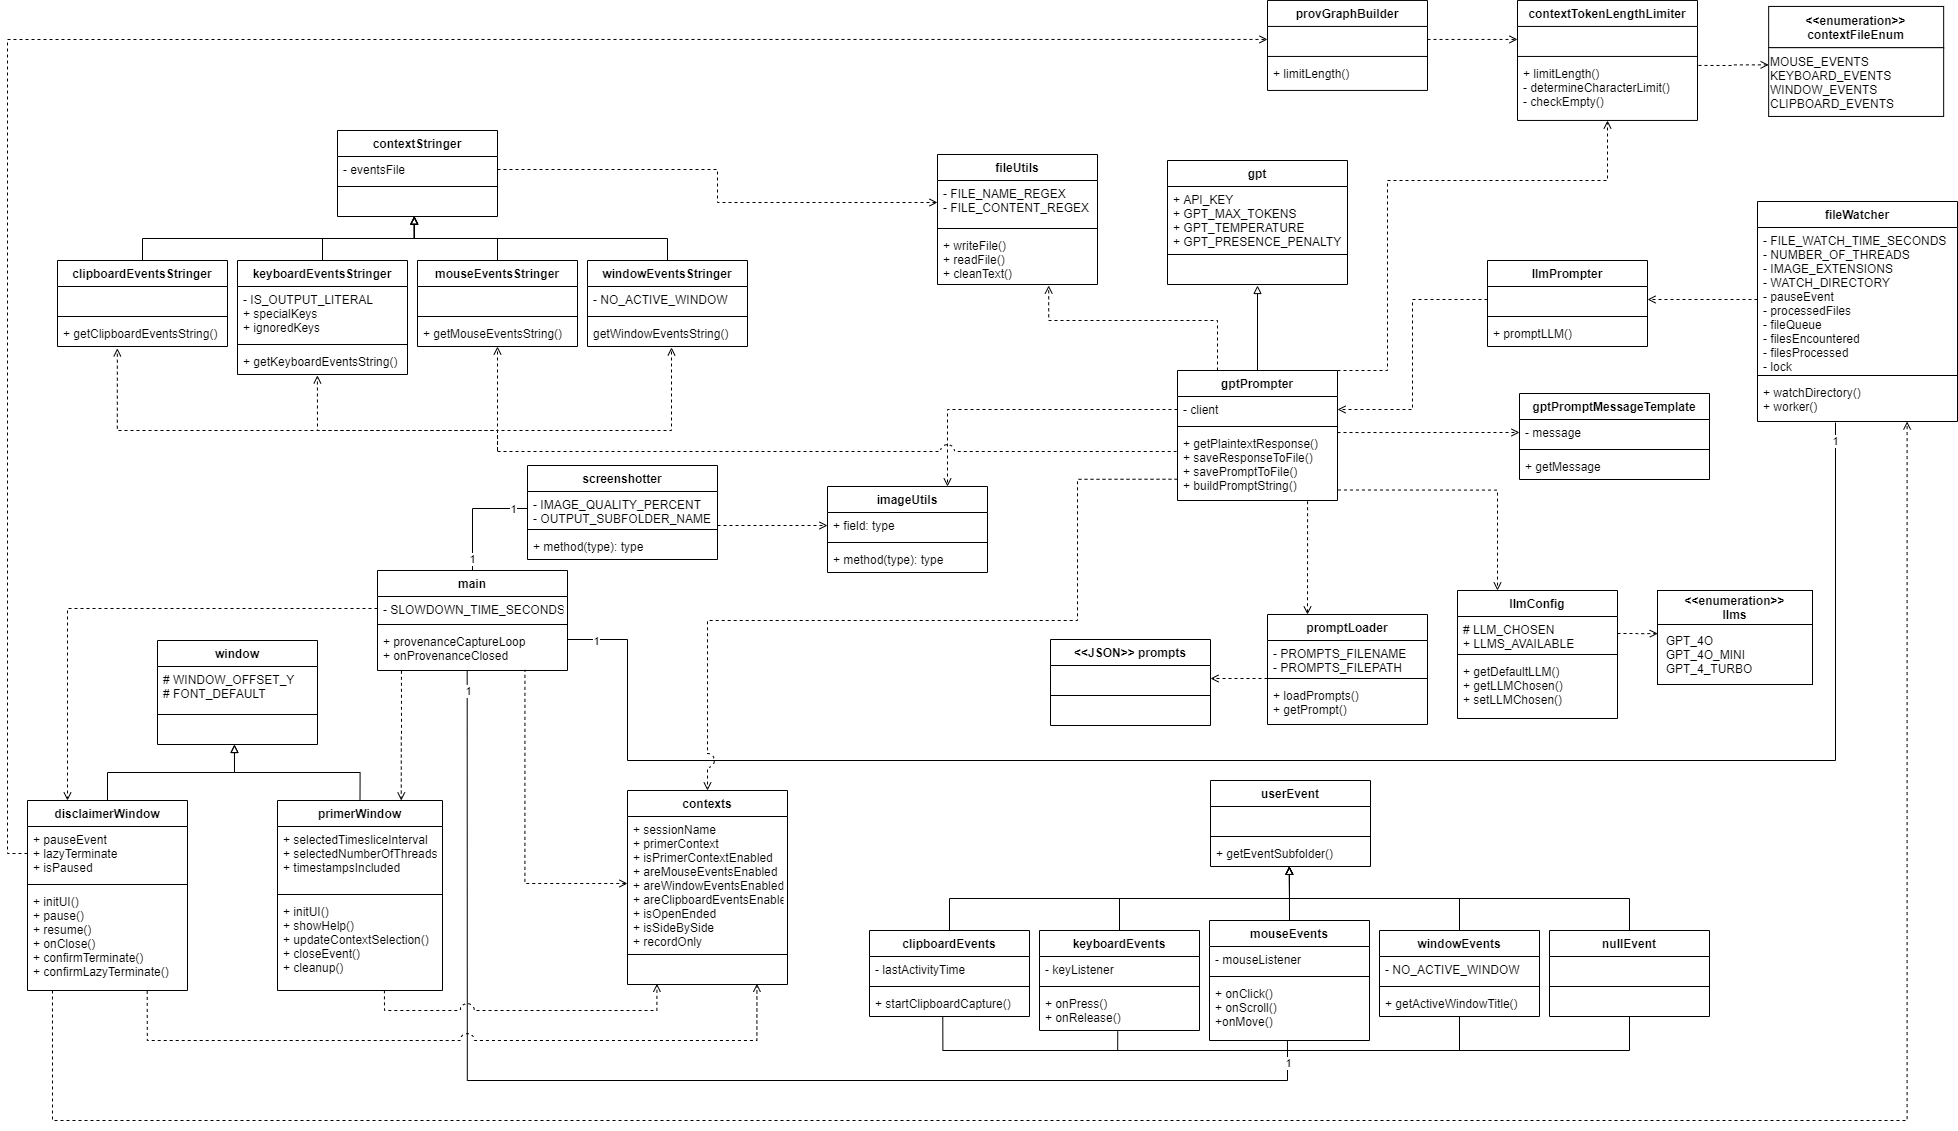 provGraphBuilder
+ limitLength()
contextTokenLengthLimiter
+ limitLength()
- determineCharacterLimit()
- checkEmpty()
<<enumeration>>
contextFileEnum
MOUSE_EVENTS
KEYBOARD_EVENTS
WINDOW_EVENTS
CLIPBOARD_EVENTS
contextStringer
- eventsFile
fileUtils
- FILE_NAME_REGEX
- FILE_CONTENT_REGEX
+ writeFile()
+ readFile()
+ cleanText()
gpt
+ API_KEY
+ GPT_MAX_TOKENS
+ GPT_TEMPERATURE
+ GPT_PRESENCE_PENALTY
fileWatcher
- FILE_WATCH_TIME_SECONDS
- NUMBER_OF_THREADS
- IMAGE_EXTENSIONS
- WATCH_DIRECTORY
- pauseEvent
- processedFiles
- fileQueue
- filesEncountered
- filesProcessed
- lock
+ watchDirectory()
+ worker()
1
clipboardEventsStringer
+ getClipboardEventsString()
keyboardEventsStringer
- IS_OUTPUT_LITERAL
+ specialKeys
+ ignoredKeys
+ getKeyboardEventsString()
mouseEventsStringer
+ getMouseEventsString()
windowEventsStringer
- NO_ACTIVE_WINDOW
getWindowEventsString()
llmPrompter
+ promptLLM()
gptPrompter
- client
+ getPlaintextResponse()
+ saveResponseToFile()
+ savePromptToFile()
+ buildPromptString()
gptPromptMessageTemplate
- message
+ getMessage
screenshotter
- IMAGE_QUALITY_PERCENT
- OUTPUT_SUBFOLDER_NAME
+ method(type): type
1
1
imageUtils
+ field: type
+ method(type): type
main
- SLOWDOWN_TIME_SECONDS
+ provenanceCaptureLoop
+ onProvenanceClosed
1
1
llmConfig
# LLM_CHOSEN
+ LLMS_AVAILABLE
+ getDefaultLLM()
+ getLLMChosen()
+ setLLMChosen()
<<enumeration>>
llms
GPT_4O
GPT_4O_MINI
GPT_4_TURBO
promptLoader
- PROMPTS_FILENAME
- PROMPTS_FILEPATH
+ loadPrompts()
+ getPrompt()
<<JSON>> prompts
window
# WINDOW_OFFSET_Y
# FONT_DEFAULT
disclaimerWindow
+ pauseEvent
+ lazyTerminate
+ isPaused
+ initUI()
+ pause()
+ resume()
+ onClose()
+ confirmTerminate()
+ confirmLazyTerminate()
primerWindow
+ selectedTimesliceInterval
+ selectedNumberOfThreads
+ timestampsIncluded
+ initUI()
+ showHelp()
+ updateContextSelection()
+ closeEvent()
+ cleanup()
contexts
+ sessionName
+ primerContext
+ isPrimerContextEnabled
+ areMouseEventsEnabled
+ areWindowEventsEnabled
+ areClipboardEventsEnable
+ isOpenEnded
+ isSideBySide
+ recordOnly
userEvent
+ getEventSubfolder()
clipboardEvents
- lastActivityTime
+ startClipboardCapture()
keyboardEvents
- keyListener
+ onPress()
+ onRelease()
mouseEvents
- mouseListener
+ onClick()
+ onScroll()
+onMove()
windowEvents
- NO_ACTIVE_WINDOW
+ getActiveWindowTitle()
nullEvent
1